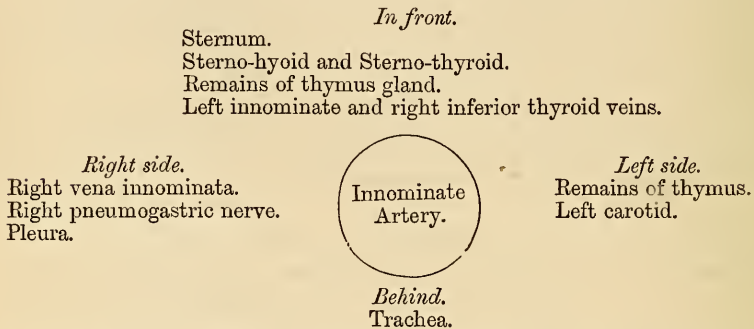 In front.
Sternum.
Sterno-hyoid and Sterno-thyroid.
Remains of thymus gland.
Left innominate and right inferior thyroid veins.
Right side.
Right vena innominata.
Right pneumogastric nerve.
Pleura.
Innominate
Artery.
Left side.
Remains of thymus.
Left carotid.
Behind.
Trachea.